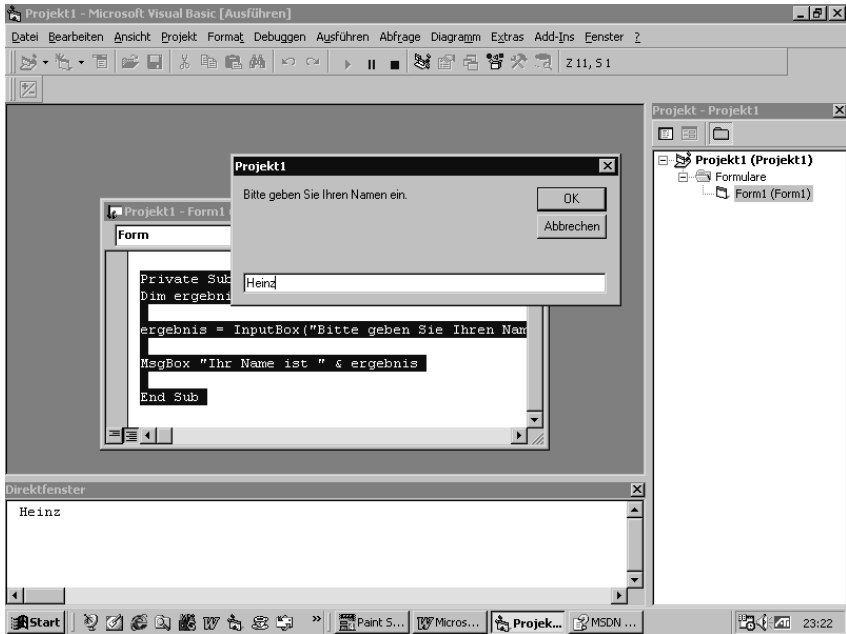 Projekt1 - Microsoft Visual Basic [Ausführen]
Datei Bearbeiten Ansicht Projekt Format Debuggen Ausführen Abfrage Diagramm Extras Add-Ins Fenster ?
Z 11, S 1
Projekt - Projekt1
Projekt1 (Projekt1)
Formulare
Form1 (Form1)
Projekt1
Bitte geben Sie Ihren Namen ein.
OK
Abbrechen
Heinz
Projekt1 - Form1
Form
Private Sub
Dim ergebni
ergebnis = InputBox("Bitte geben Sie Ihren Nam
MsgBox "Ihr Name ist " & ergebnis
End Sub
Direktfenster
Heinz
Start
»
Paint S...
Micros...
Projek...
MSDN ...
23:22